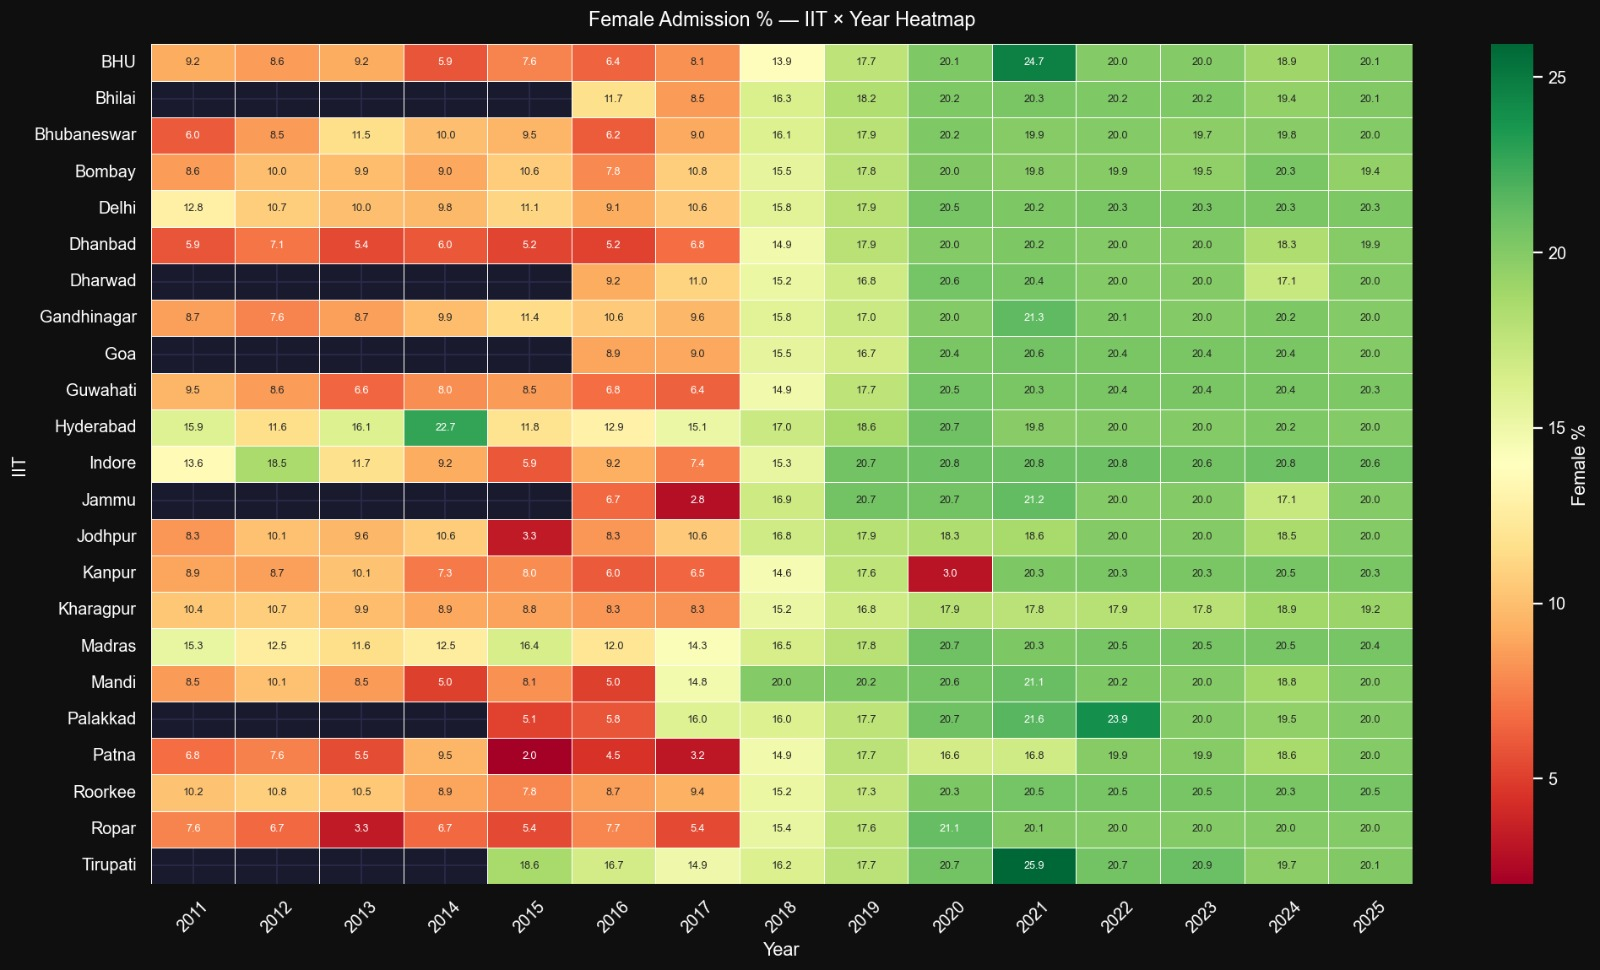 Female Admission % — IIT × Year Heatmap
BHU 9.2 8.6 9.2 5.9 7.6 6.4 8.1 13.9 17.7 20.1 24.7 20.0 20.0 18.9 20.1
Bhilai 11.7 8.5 16.3 18.2 20.2 20.3 20.2 20.2 19.4 20.1
Bhubaneswar 6.0 8.5 11.5 10.0 9.5 6.2 9.0 16.1 17.9 20.2 19.9 20.0 19.7 19.8 20.0
Bombay 8.6 10.0 9.9 9.0 10.6 7.8 10.8 15.5 17.8 20.0 19.8 19.9 19.5 20.3 19.4
Delhi 12.8 10.7 10.0 9.8 11.1 9.1 10.6 15.8 17.9 20.5 20.2 20.3 20.3 20.3 20.3
Dhanbad 5.9 7.1 5.4 6.0 5.2 5.2 6.8 14.9 17.9 20.0 20.2 20.0 20.0 18.3 19.9
Dharwad 9.2 11.0 15.2 16.8 20.6 20.4 20.0 20.0 17.1 20.0
Gandhinagar 8.7 7.6 8.7 9.9 11.4 10.6 9.6 15.8 17.0 20.0 21.3 20.1 20.0 20.2 20.0
Goa 8.9 9.0 15.5 16.7 20.4 20.6 20.4 20.4 20.4 20.0
Guwahati 9.5 8.6 6.6 8.0 8.5 6.8 6.4 14.9 17.7 20.5 20.3 20.4 20.4 20.4 20.3
Hyderabad 15.9 11.6 16.1 22.7 11.8 12.9 15.1 17.0 18.6 20.7 19.8 20.0 20.0 20.2 20.0
Indore 13.6 18.5 11.7 9.2 5.9 9.2 7.4 15.3 20.7 20.8 20.8 20.8 20.6 20.8 20.6
Jammu 6.7 2.8 16.9 20.7 20.7 21.2 20.0 20.0 17.1 20.0
Jodhpur 8.3 10.1 9.6 10.6 3.3 8.3 10.6 16.8 17.9 18.3 18.6 20.0 20.0 18.5 20.0
Kanpur 8.9 8.7 10.1 7.3 8.0 6.0 6.5 14.6 17.6 3.0 20.3 20.3 20.3 20.5 20.3
Kharagpur 10.4 10.7 9.9 8.9 8.8 8.3 8.3 15.2 16.8 17.9 17.8 17.9 17.8 18.9 19.2
Madras 15.3 12.5 11.6 12.5 16.4 12.0 14.3 16.5 17.8 20.7 20.3 20.5 20.5 20.5 20.4
Mandi 8.5 10.1 8.5 5.0 8.1 5.0 14.8 20.0 20.2 20.6 21.1 20.2 20.0 18.8 20.0
Palakkad 5.1 5.8 16.0 16.0 17.7 20.7 21.6 23.9 20.0 19.5 20.0
Patna 6.8 7.6 5.5 9.5 2.0 4.5 3.2 14.9 17.7 16.6 16.8 19.9 19.9 18.6 20.0
Roorkee 10.2 10.8 10.5 8.9 7.8 8.7 9.4 15.2 17.3 20.3 20.5 20.5 20.5 20.3 20.5
Ropar 7.6 6.7 3.3 6.7 5.4 7.7 5.4 15.4 17.6 21.1 20.1 20.0 20.0 20.0 20.0
Tirupati 18.6 16.7 14.9 16.2 17.7 20.7 25.9 20.7 20.9 19.7 20.1
2011 2012 2013 2014 2015 2016 2017 2018 2019 2020 2021 2022 2023 2024 2025
Year
IIT
25
20
15
10
5
Female %